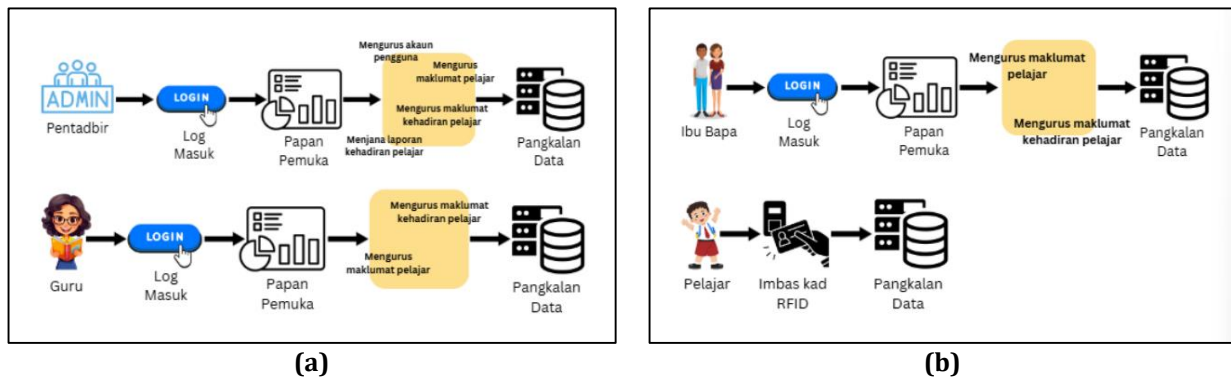 ADMIN
Pentadbir
LOGIN
Log
Masuk
Papan
Pemuka
Mengurus akaun
pengguna
Mengurus
maklumat pelajar
Mengurus maklumat
kehadiran pelajar
Menjana laporan
kehadiran pelajar
Pangkalan
Data
Guru
LOGIN
Log
Masuk
Papan
Pemuka
Mengurus maklumat
kehadiran pelajar
Mengurus
maklumat pelajar
Pangkalan
Data
(a)
Ibu Bapa
LOGIN
Log
Masuk
Papan
Pemuka
Mengurus maklumat
pelajar
Mengurus maklumat
kehadiran pelajar
Pangkalan
Data
Pelajar
Imbas kad
RFID
Pangkalan
Data
(b)